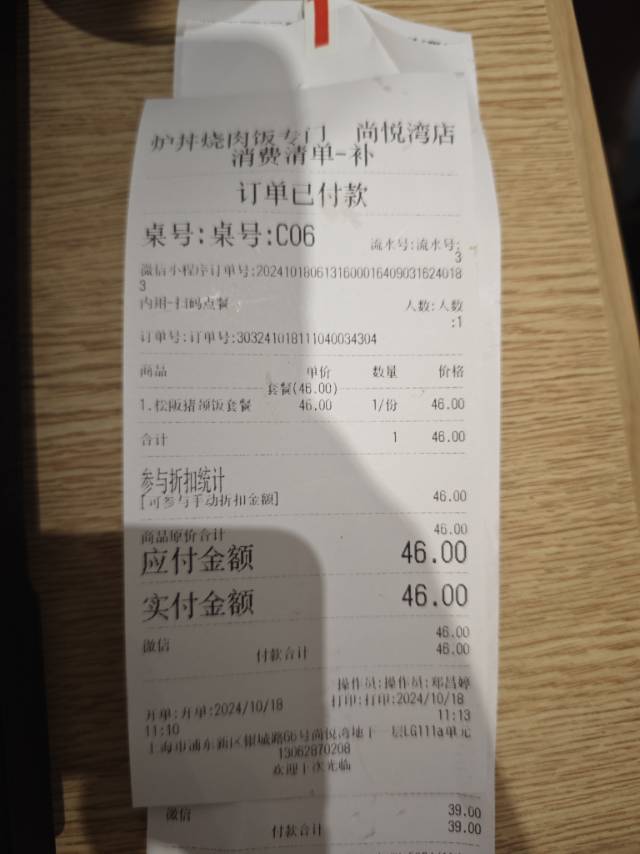 炉丼烧肉饭专门 尚悦湾店
消费清单-补
订单已付款
桌号:桌号:C06
流水号:流水号:
3
微信小程序订单号:2024101806131600016409031624018
3
内用-扫码点餐
人数:人数
:1
订单号:订单号:303241018111040034304
商品 单价 数量 价格
套餐(46.00)
1.松阪猪颈饭套餐 46.00 1/份 46.00
合计 1 46.00
参与折扣统计
[可参与手动折扣金额] 46.00
商品原价合计 46.00
应付金额 46.00
实付金额 46.00
微信 46.00
付款合计 46.00
操作员:操作员:郑昌婷
开单:开单:2024/10/18 打印:打印:2024/10/18
11:10 11:13
上海市浦东新区银城路66号尚悦湾地下一层LG111a单元
13062870208
欢迎下次光临
微信 39.00
付款合计 39.00